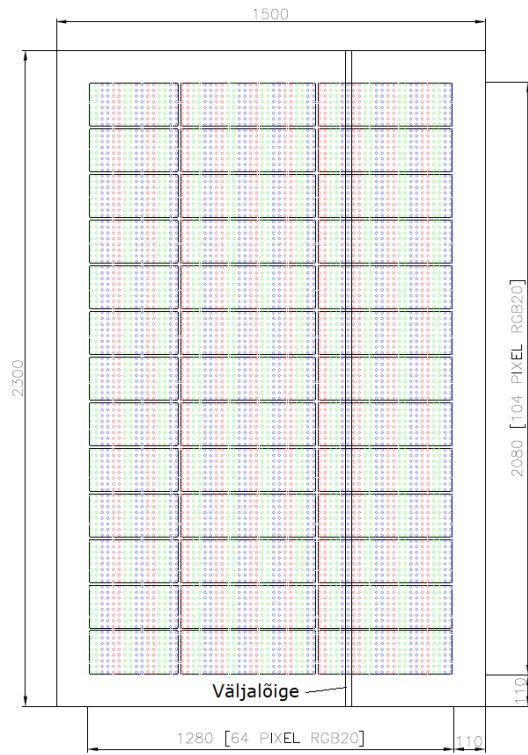 1500
2300
2080 [104 PIXEL RGB20]
Väljalõige
110
1280 [64 PIXEL RGB20]
110